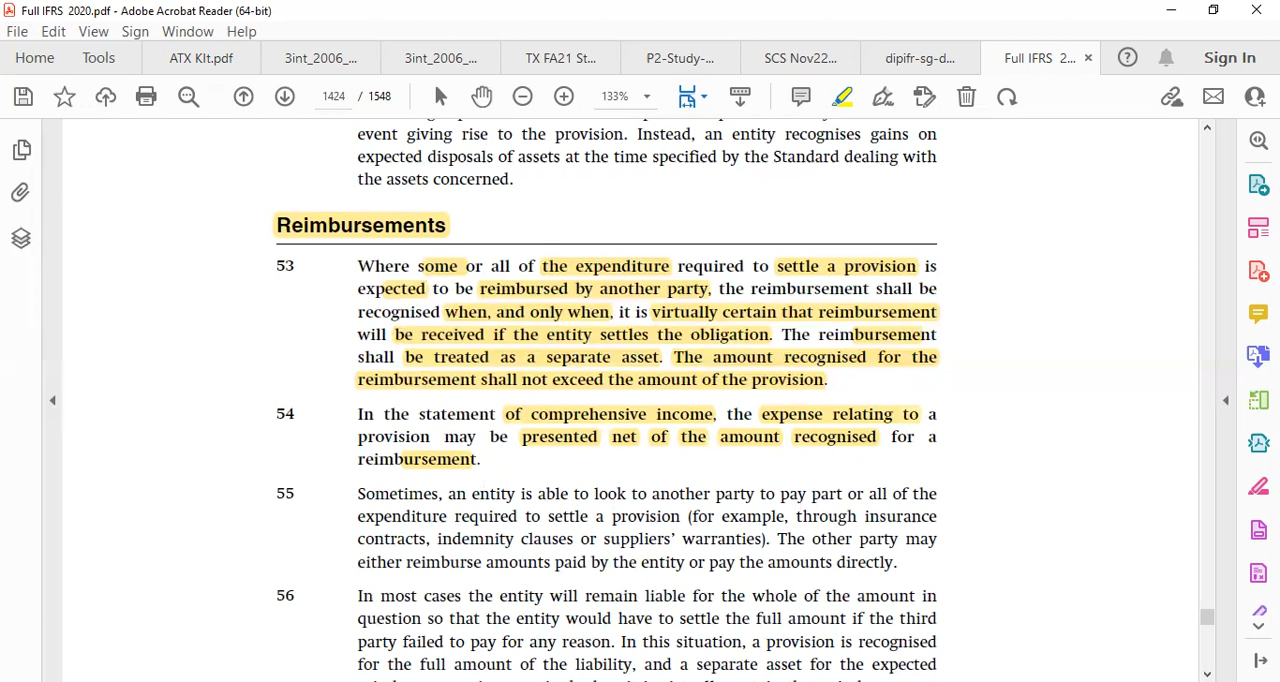 Full IFRS 2020.pdf - Adobe Acrobat Reader (64-bit)
File Edit View Sign Window Help
Home Tools ATX KIt.pdf 3int_2006_... 3int_2006_... TX FA21 St... P2-Study-... SCS Nov22... dipifr-sg-d... Full IFRS 2... × Sign In
1424 / 1548 133%
event giving rise to the provision. Instead, an entity recognises gains on
expected disposals of assets at the time specified by the Standard dealing with
the assets concerned.
Reimbursements
53 Where some or all of the expenditure required to settle a provision is
expected to be reimbursed by another party, the reimbursement shall be
recognised when, and only when, it is virtually certain that reimbursement
will be received if the entity settles the obligation. The reimbursement
shall be treated as a separate asset. The amount recognised for the
reimbursement shall not exceed the amount of the provision.
54 In the statement of comprehensive income, the expense relating to a
provision may be presented net of the amount recognised for a
reimbursement.
55 Sometimes, an entity is able to look to another party to pay part or all of the
expenditure required to settle a provision (for example, through insurance
contracts, indemnity clauses or suppliers’ warranties). The other party may
either reimburse amounts paid by the entity or pay the amounts directly.
56 In most cases the entity will remain liable for the whole of the amount in
question so that the entity would have to settle the full amount if the third
party failed to pay for any reason. In this situation, a provision is recognised
for the full amount of the liability, and a separate asset for the expected